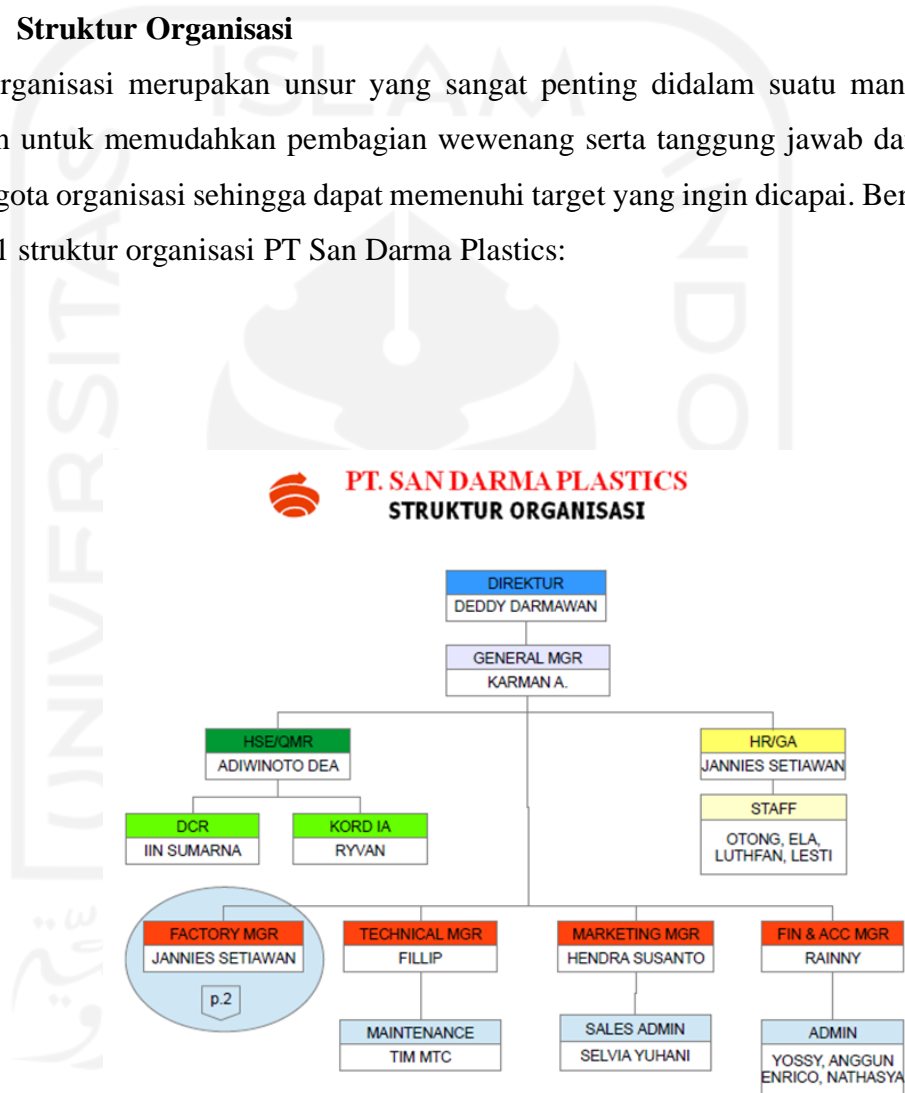 Struktur Organisasi
rganisasi merupakan unsur yang sangat penting didalam suatu man
n untuk memudahkan pembagian wewenang serta tanggung jawab da
gota organisasi sehingga dapat memenuhi target yang ingin dicapai. Ber
1 struktur organisasi PT San Darma Plastics:
ISLAM
UNIVERSITAS
INDO
PT. SAN DARMA PLASTICS
STRUKTUR ORGANISASI
DIREKTUR
DEDDY DARMAWAN
GENERAL MGR
KARMAN A.
HSE/QMR
ADIWINOTO DEA
HR/GA
JANNIES SETIAWAN
DCR
IIN SUMARNA
KORD IA
RYVAN
STAFF
OTONG, ELA,
LUTHFAN, LESTI
FACTORY MGR
JANNIES SETIAWAN
p.2
TECHNICAL MGR
FILLIP
MARKETING MGR
HENDRA SUSANTO
FIN & ACC MGR
RAINNY
MAINTENANCE
TIM MTC
SALES ADMIN
SELVIA YUHANI
ADMIN
YOSSY, ANGGUN
ENRICO, NATHASYA